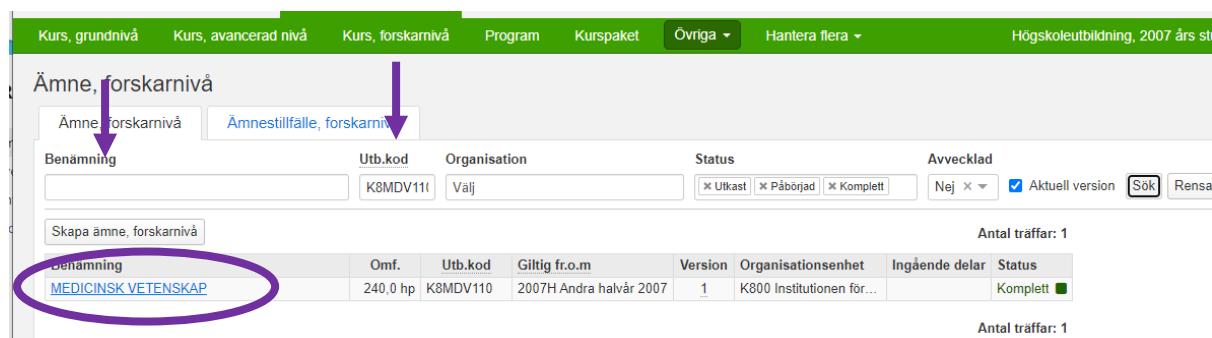 Kurs, grundnivå Kurs, avancerad nivå Kurs, forskarnivå Program Kurspaket Övriga Hantera flera Högskoleutbildning, 2007 års
Ämne, forskarnivå
Ämne, forskarnivå Ämnestillfälle, forskarnivå
Benämning Utb.kod Organisation Status Avvecklad
K8MDV11 Välj × Utkast × Påbörjad × Komplett Nej × Aktuell version Sök Rensa
Skapa ämne, forskarnivå Antal träffar: 1
Benämning Omf. Utb.kod Giltig fr.o.m Version Organisationsenhet Ingående delar Status
MEDICINSK VETENSKAP 240,0 hp K8MDV110 2007H Andra halvår 2007 1 K800 Institutionen för... Komplett
Antal träffar: 1